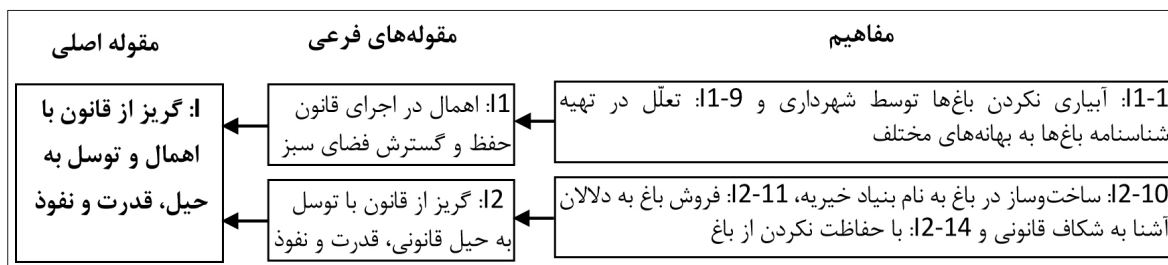 مفاهیم
مقوله‌های فرعی
مقوله اصلی
I1-1: آبیاری نکردن باغ‌ها توسط شهرداری و I1-9: تعلّل در تهیه
شناسنامه باغ‌ها به بهانه‌های مختلف
I1: اهمال در اجرای قانون
حفظ و گسترش فضای سبز
I: گریز از قانون با
اهمال و توسل به
حیل، قدرت و نفوذ
I2-10: ساخت‌وساز در باغ به نام بنیاد خیریه، I2-11: فروش باغ به دلالان
آشنا به شکاف قانونی و I2-14: با حفاظت نکردن از باغ
I2: گریز از قانون با توسل
به حیل قانونی، قدرت و نفوذ